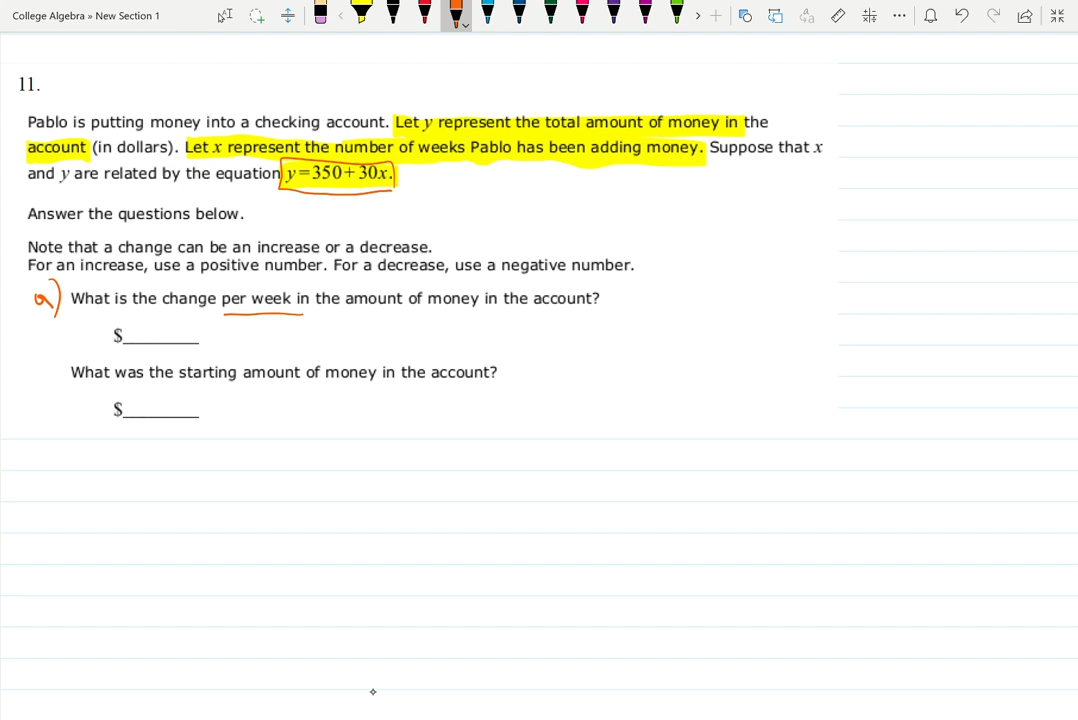 College Algebra » New Section 1
11.
Pablo is putting money into a checking account. Let y represent the total amount of money in the
account (in dollars). Let x represent the number of weeks Pablo has been adding money. Suppose that x
and y are related by the equation y=350+30x.
Answer the questions below.
Note that a change can be an increase or a decrease.
For an increase, use a positive number. For a decrease, use a negative number.
a) What is the change per week in the amount of money in the account?
$________
What was the starting amount of money in the account?
$________